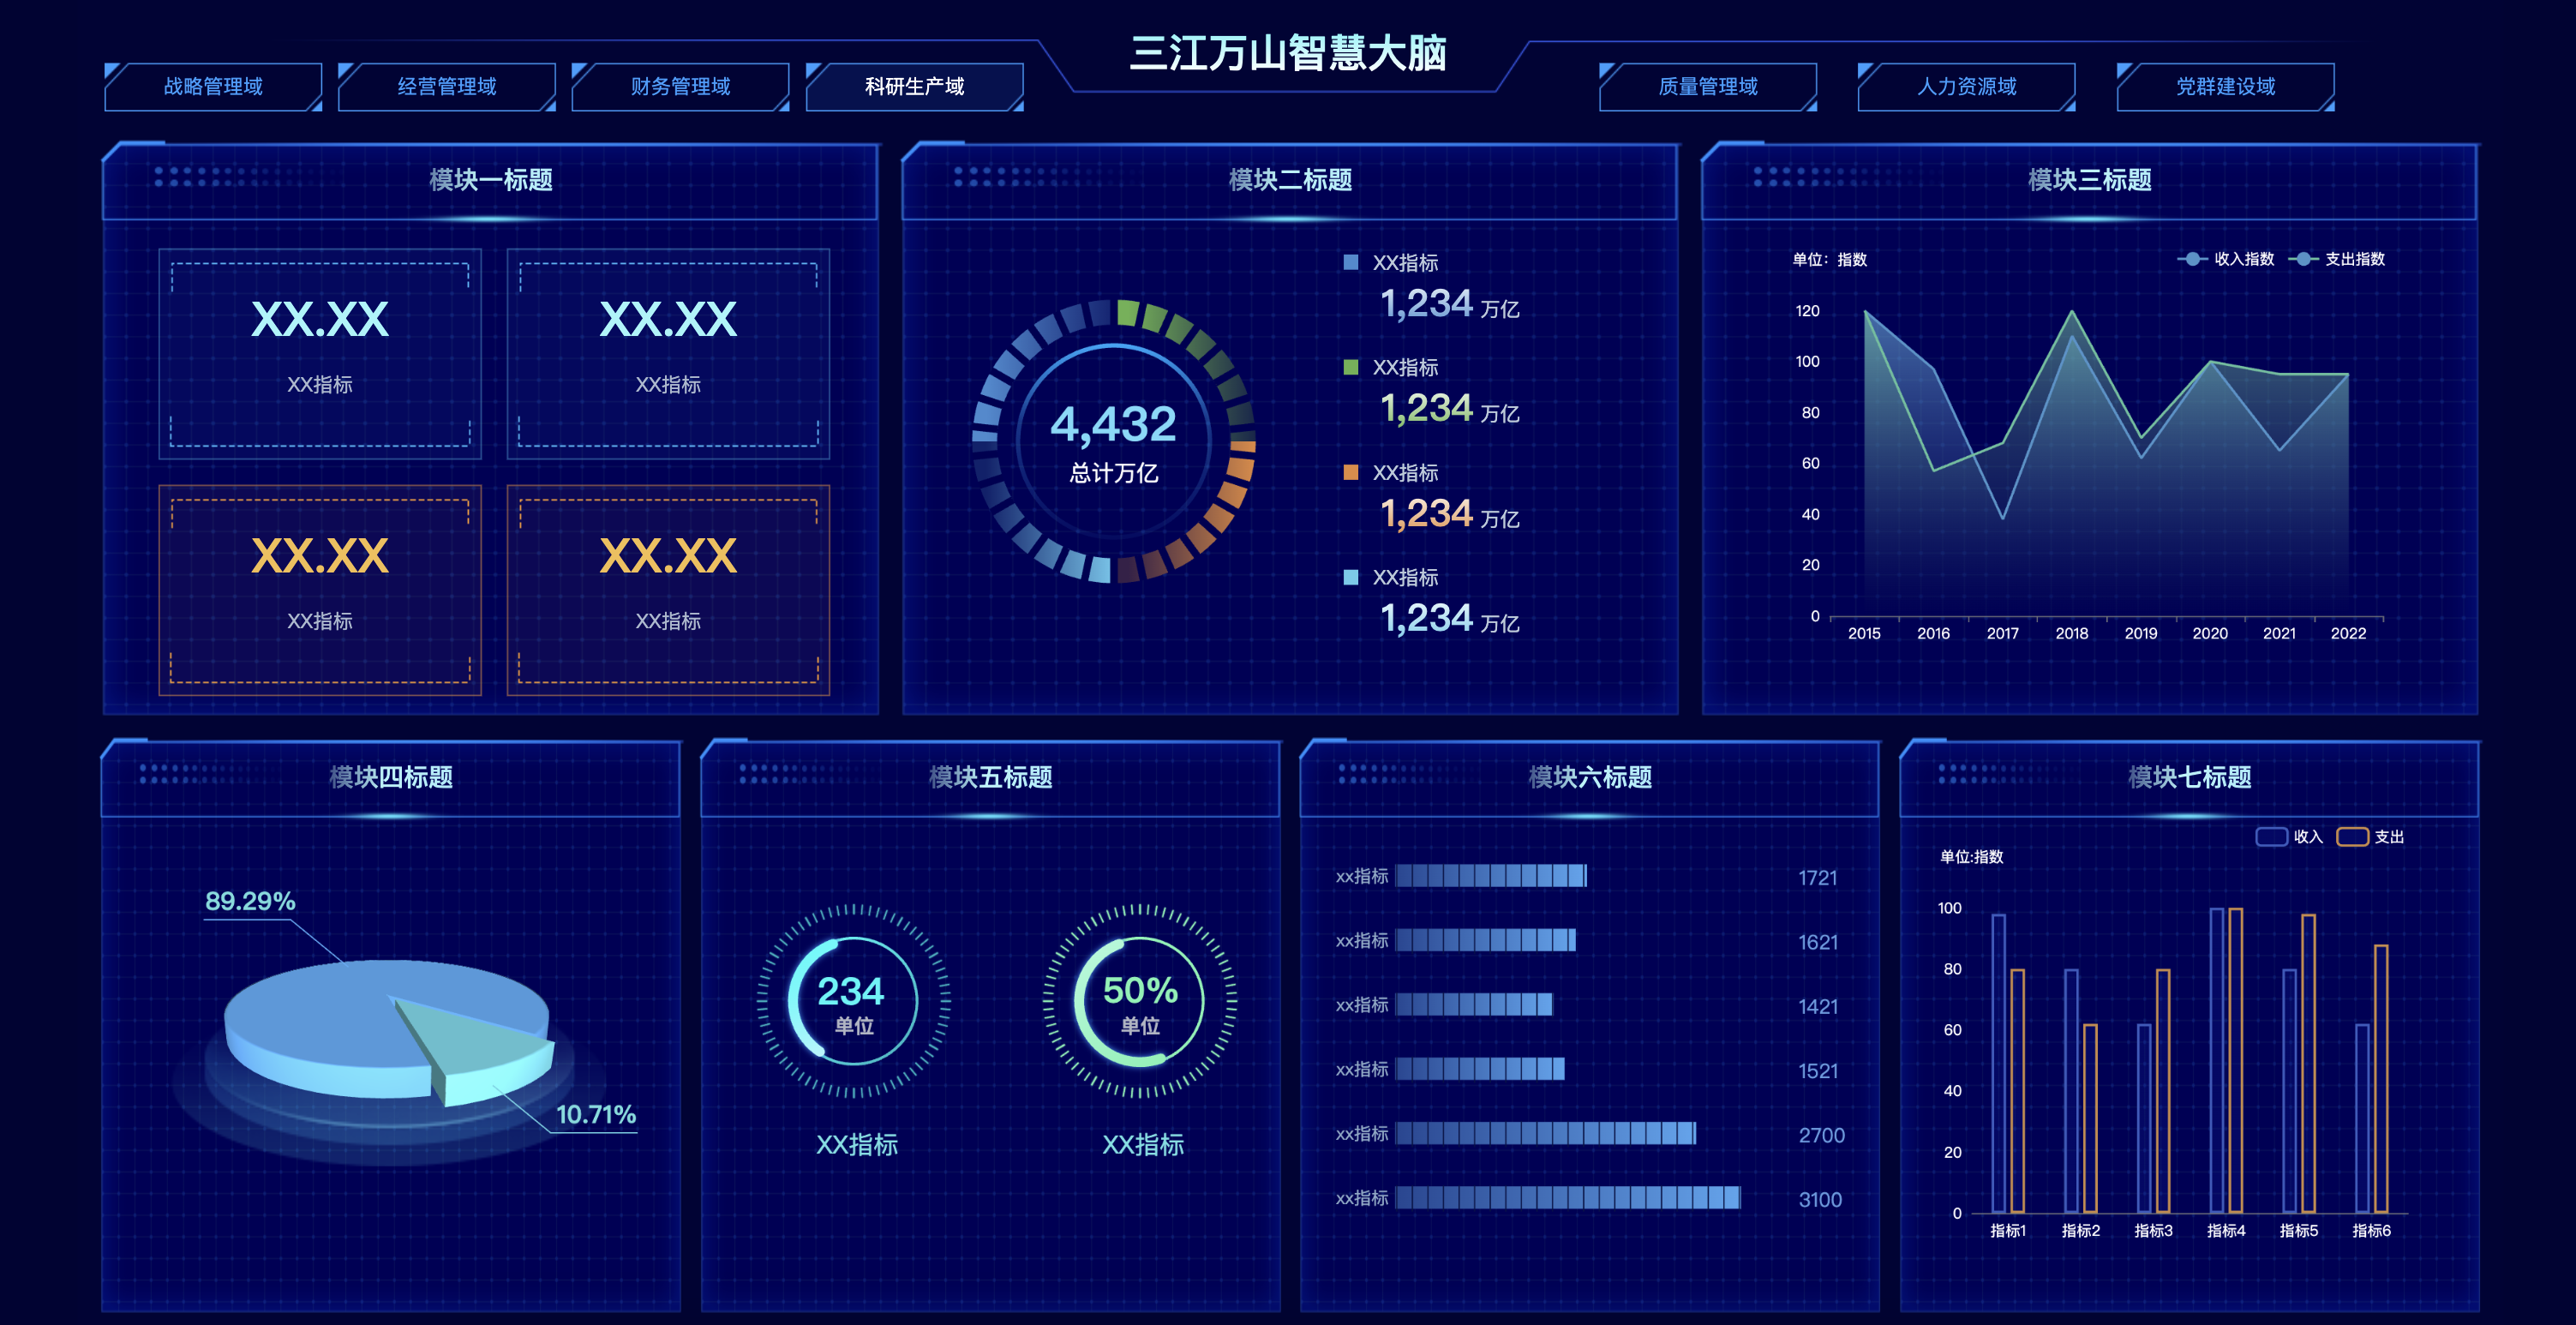 三江万山智慧大脑
战略管理域
经营管理域
财务管理域
科研生产域
质量管理域
人力资源域
党群建设域
模块一标题
XX.XX
XX指标
XX.XX
XX指标
XX.XX
XX指标
XX.XX
XX指标
模块二标题
4,432
总计万亿
XX指标
1,234 万亿
XX指标
1,234 万亿
XX指标
1,234 万亿
XX指标
1,234 万亿
模块三标题
单位：指数
收入指数 支出指数
120
100
80
60
40
20
0
2015 2016 2017 2018 2019 2020 2021 2022
模块四标题
89.29%
10.71%
模块五标题
234
单位
XX指标
50%
单位
XX指标
模块六标题
xx指标 1721
xx指标 1621
xx指标 1421
xx指标 1521
xx指标 2700
xx指标 3100
模块七标题
收入 支出
单位:指数
100
80
60
40
20
0
指标1 指标2 指标3 指标4 指标5 指标6